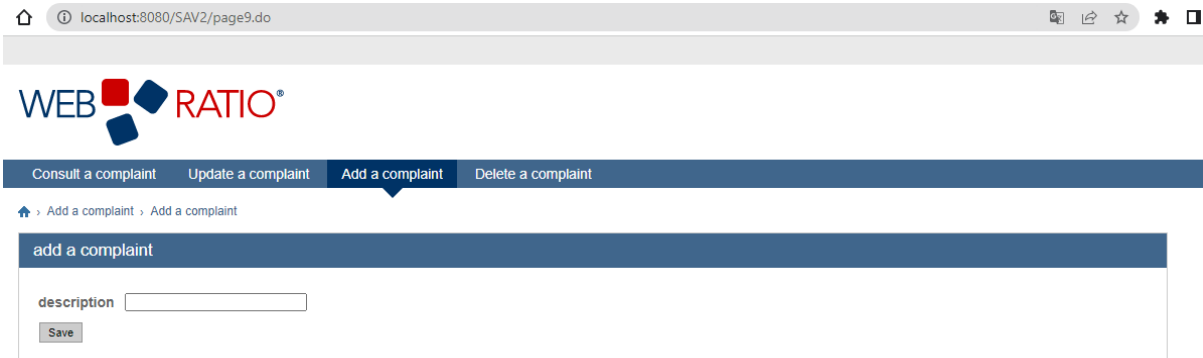 localhost:8080/SAV2/page9.do
WEB RATIO®
Consult a complaint Update a complaint Add a complaint Delete a complaint
› Add a complaint › Add a complaint
add a complaint
description
Save